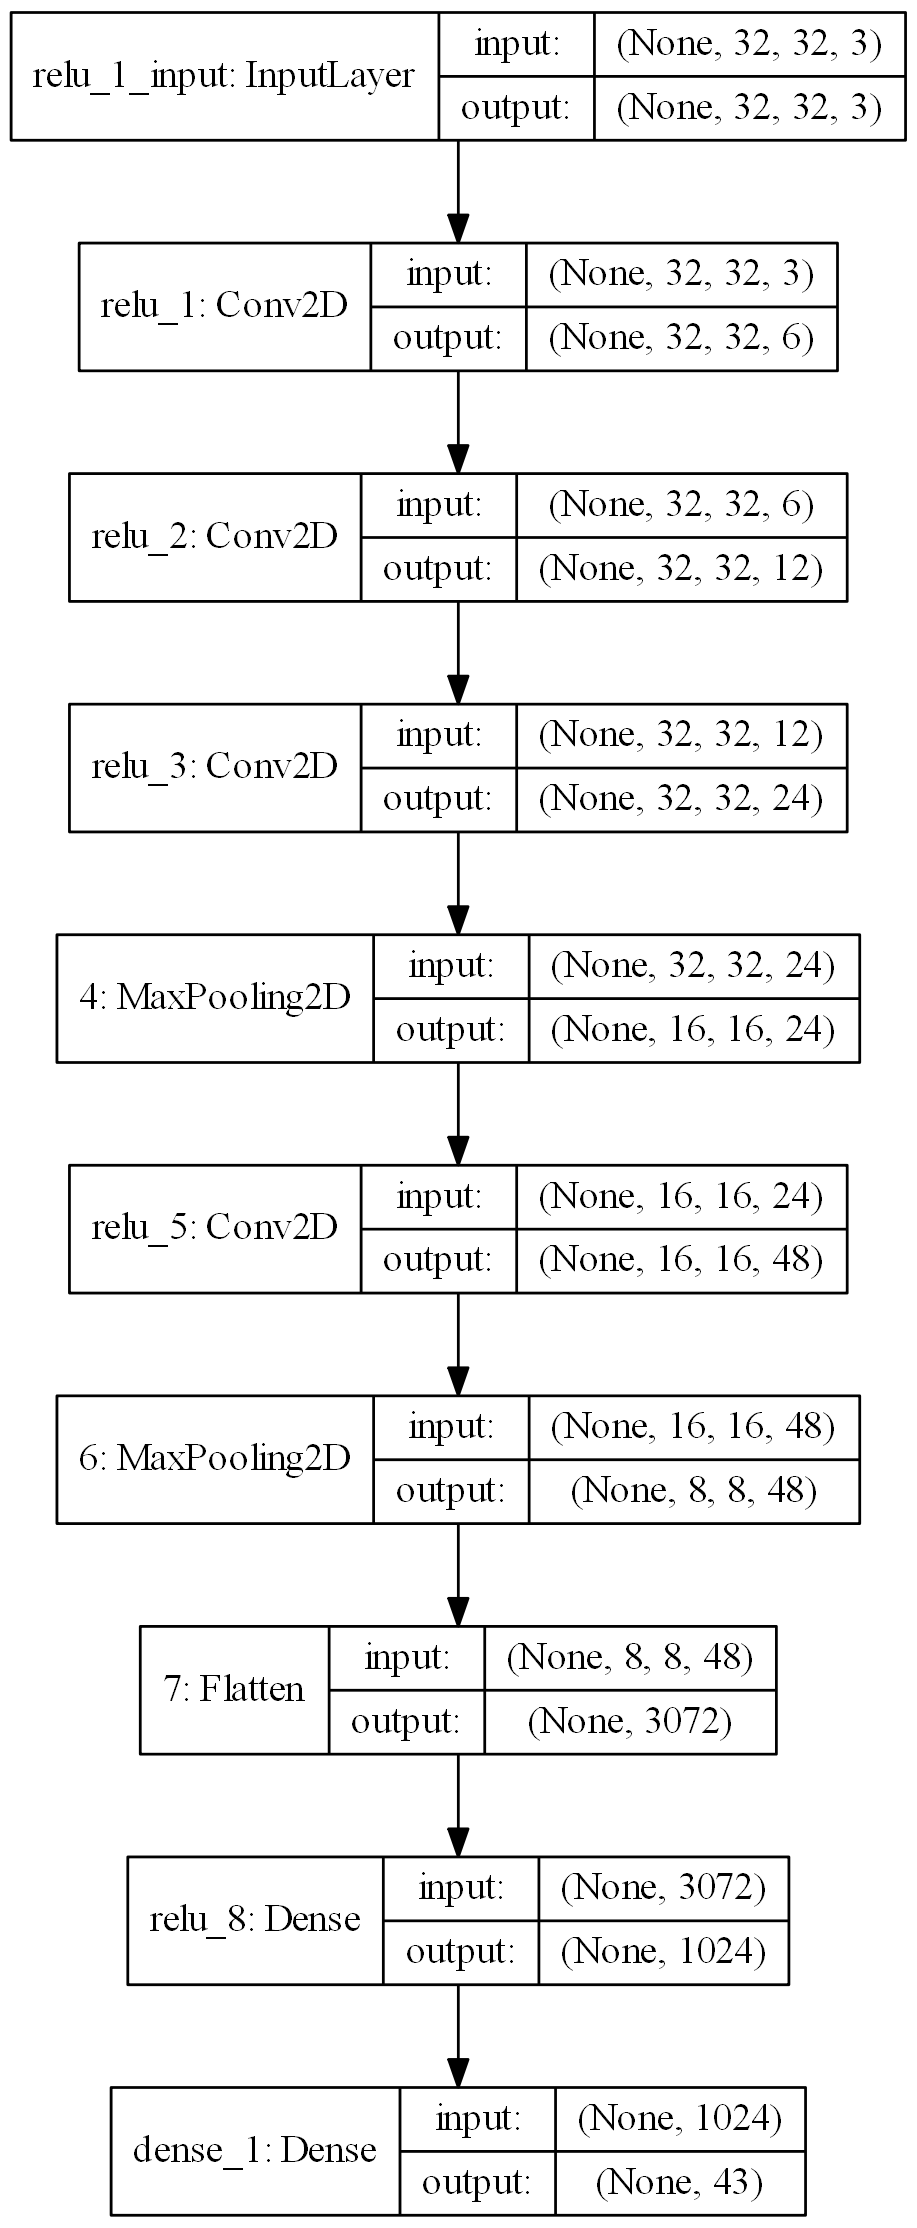 relu_1_input: InputLayer
input: (None, 32, 32, 3)
output: (None, 32, 32, 3)
relu_1: Conv2D
input: (None, 32, 32, 3)
output: (None, 32, 32, 6)
relu_2: Conv2D
input: (None, 32, 32, 6)
output: (None, 32, 32, 12)
relu_3: Conv2D
input: (None, 32, 32, 12)
output: (None, 32, 32, 24)
4: MaxPooling2D
input: (None, 32, 32, 24)
output: (None, 16, 16, 24)
relu_5: Conv2D
input: (None, 16, 16, 24)
output: (None, 16, 16, 48)
6: MaxPooling2D
input: (None, 16, 16, 48)
output: (None, 8, 8, 48)
7: Flatten
input: (None, 8, 8, 48)
output: (None, 3072)
relu_8: Dense
input: (None, 3072)
output: (None, 1024)
dense_1: Dense
input: (None, 1024)
output: (None, 43)